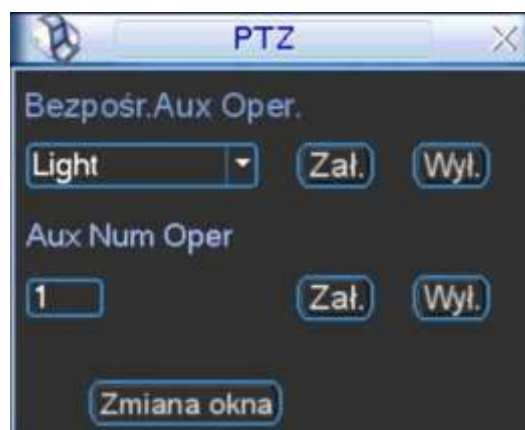 PTZ
Bezpośr.Aux Oper.
Light Zał. Wył.
Aux Num Oper
1 Zał. Wył.
Zmiana okna